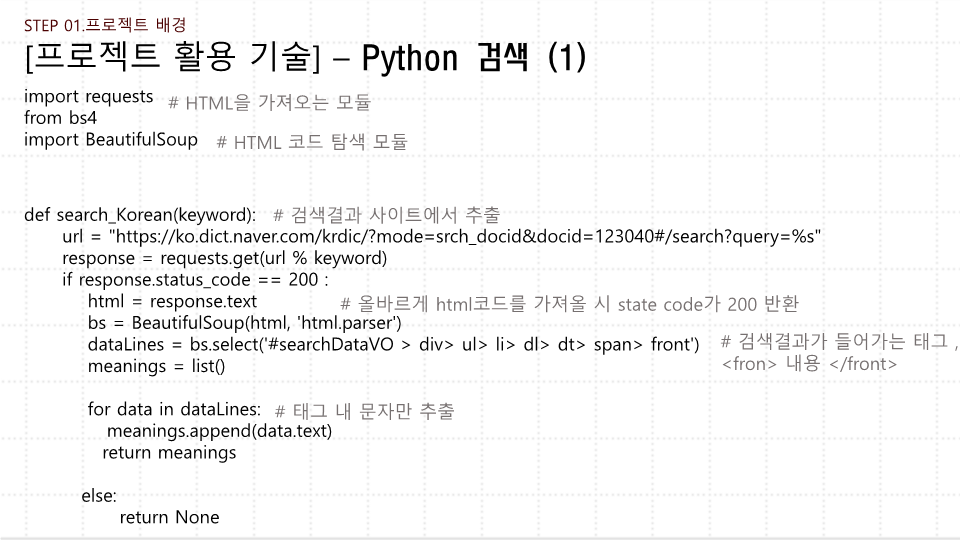 STEP 01.프로젝트 배경
[프로젝트 활용 기술] – Python 검색 (1)
import requests # HTML을 가져오는 모듈
from bs4
import BeautifulSoup # HTML 코드 탐색 모듈
def search_Korean(keyword): # 검색결과 사이트에서 추출
url = "https://ko.dict.naver.com/krdic/?mode=srch_docid&docid=123040#/search?query=%s"
response = requests.get(url % keyword)
if response.status_code == 200 :
html = response.text # 올바르게 html코드를 가져올 시 state code가 200 반환
bs = BeautifulSoup(html, 'html.parser')
dataLines = bs.select('#searchDataVO > div> ul> li> dl> dt> span> front') # 검색결과가 들어가는 태그 ,
<fron> 내용 </front>
meanings = list()
for data in dataLines: # 태그 내 문자만 추출
meanings.append(data.text)
return meanings
else:
return None